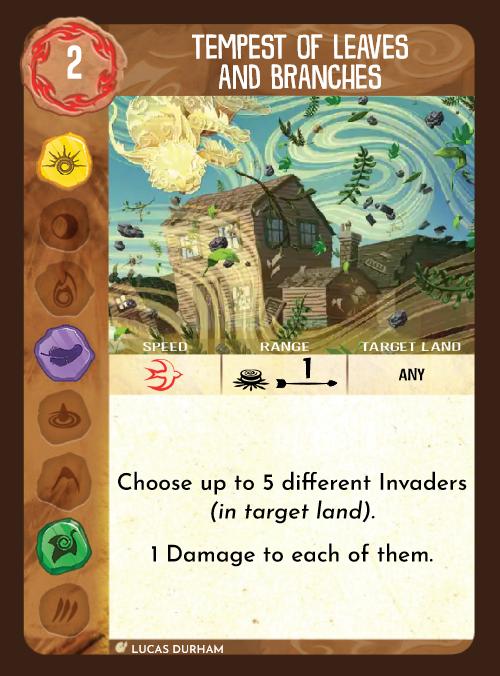 2
TEMPEST OF LEAVES
AND BRANCHES
SPEED RANGE TARGET LAND
1 ANY
Choose up to 5 different Invaders
(in target land).
1 Damage to each of them.
LUCAS DURHAM